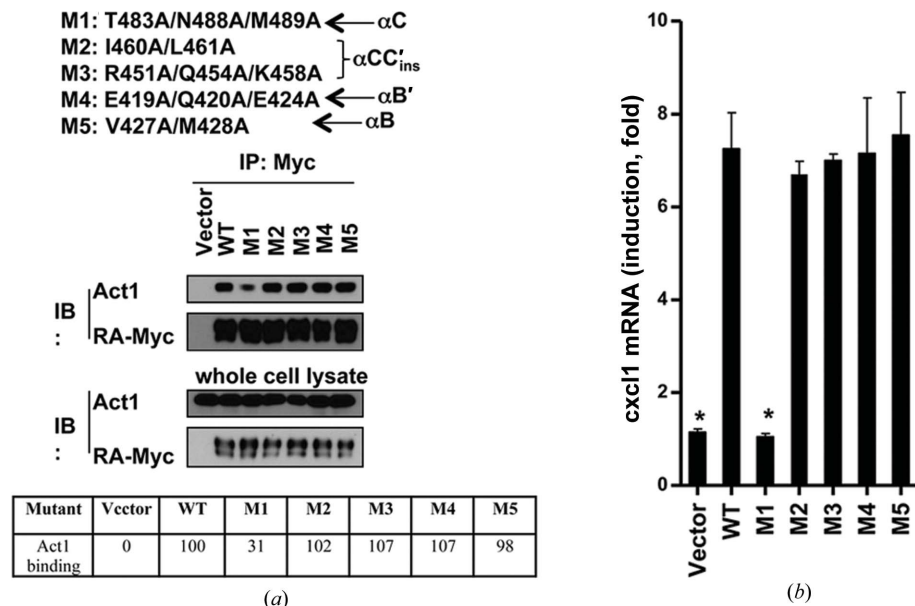 M1: T483A/N488A/M489A αC
M2: I460A/L461A
αCC′ins
M3: R451A/Q454A/K458A
M4: E419A/Q420A/E424A αB′
M5: V427A/M428A αB
IP: Myc
Vector WT M1 M2 M3 M4 M5
IB : Act1
RA-Myc
whole cell lysate
IB : Act1
RA-Myc
Mutant Vcctor WT M1 M2 M3 M4 M5
Act1 binding 0 100 31 102 107 107 98
(a)
cxcl1 mRNA (induction, fold)
10
8
6
4
2
0
* *
Vector WT M1 M2 M3 M4 M5
(b)